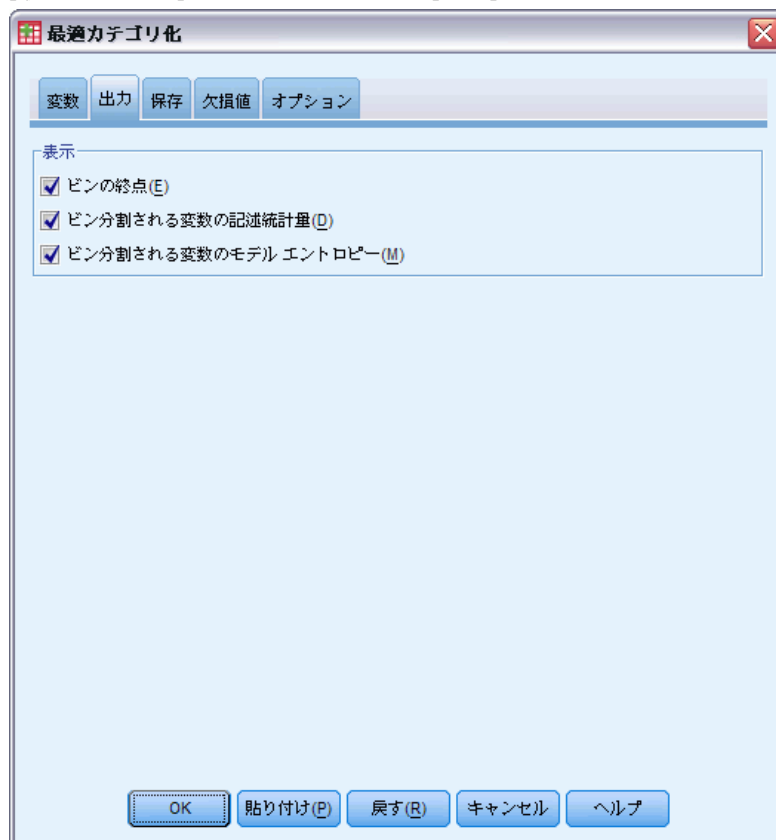 最適カテゴリ化
変数 出力 保存 欠損値 オプション
表示
ビンの終点(E)
ビン分割される変数の記述統計量(D)
ビン分割される変数のモデル エントロピー(M)
OK 貼り付け(P) 戻す(R) キャンセル ヘルプ